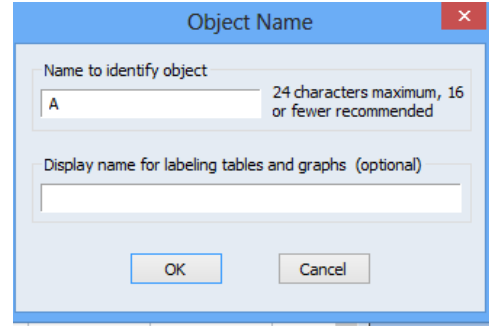 Object Name
Name to identify object
A
24 characters maximum, 16
or fewer recommended
Display name for labeling tables and graphs (optional)
OK
Cancel